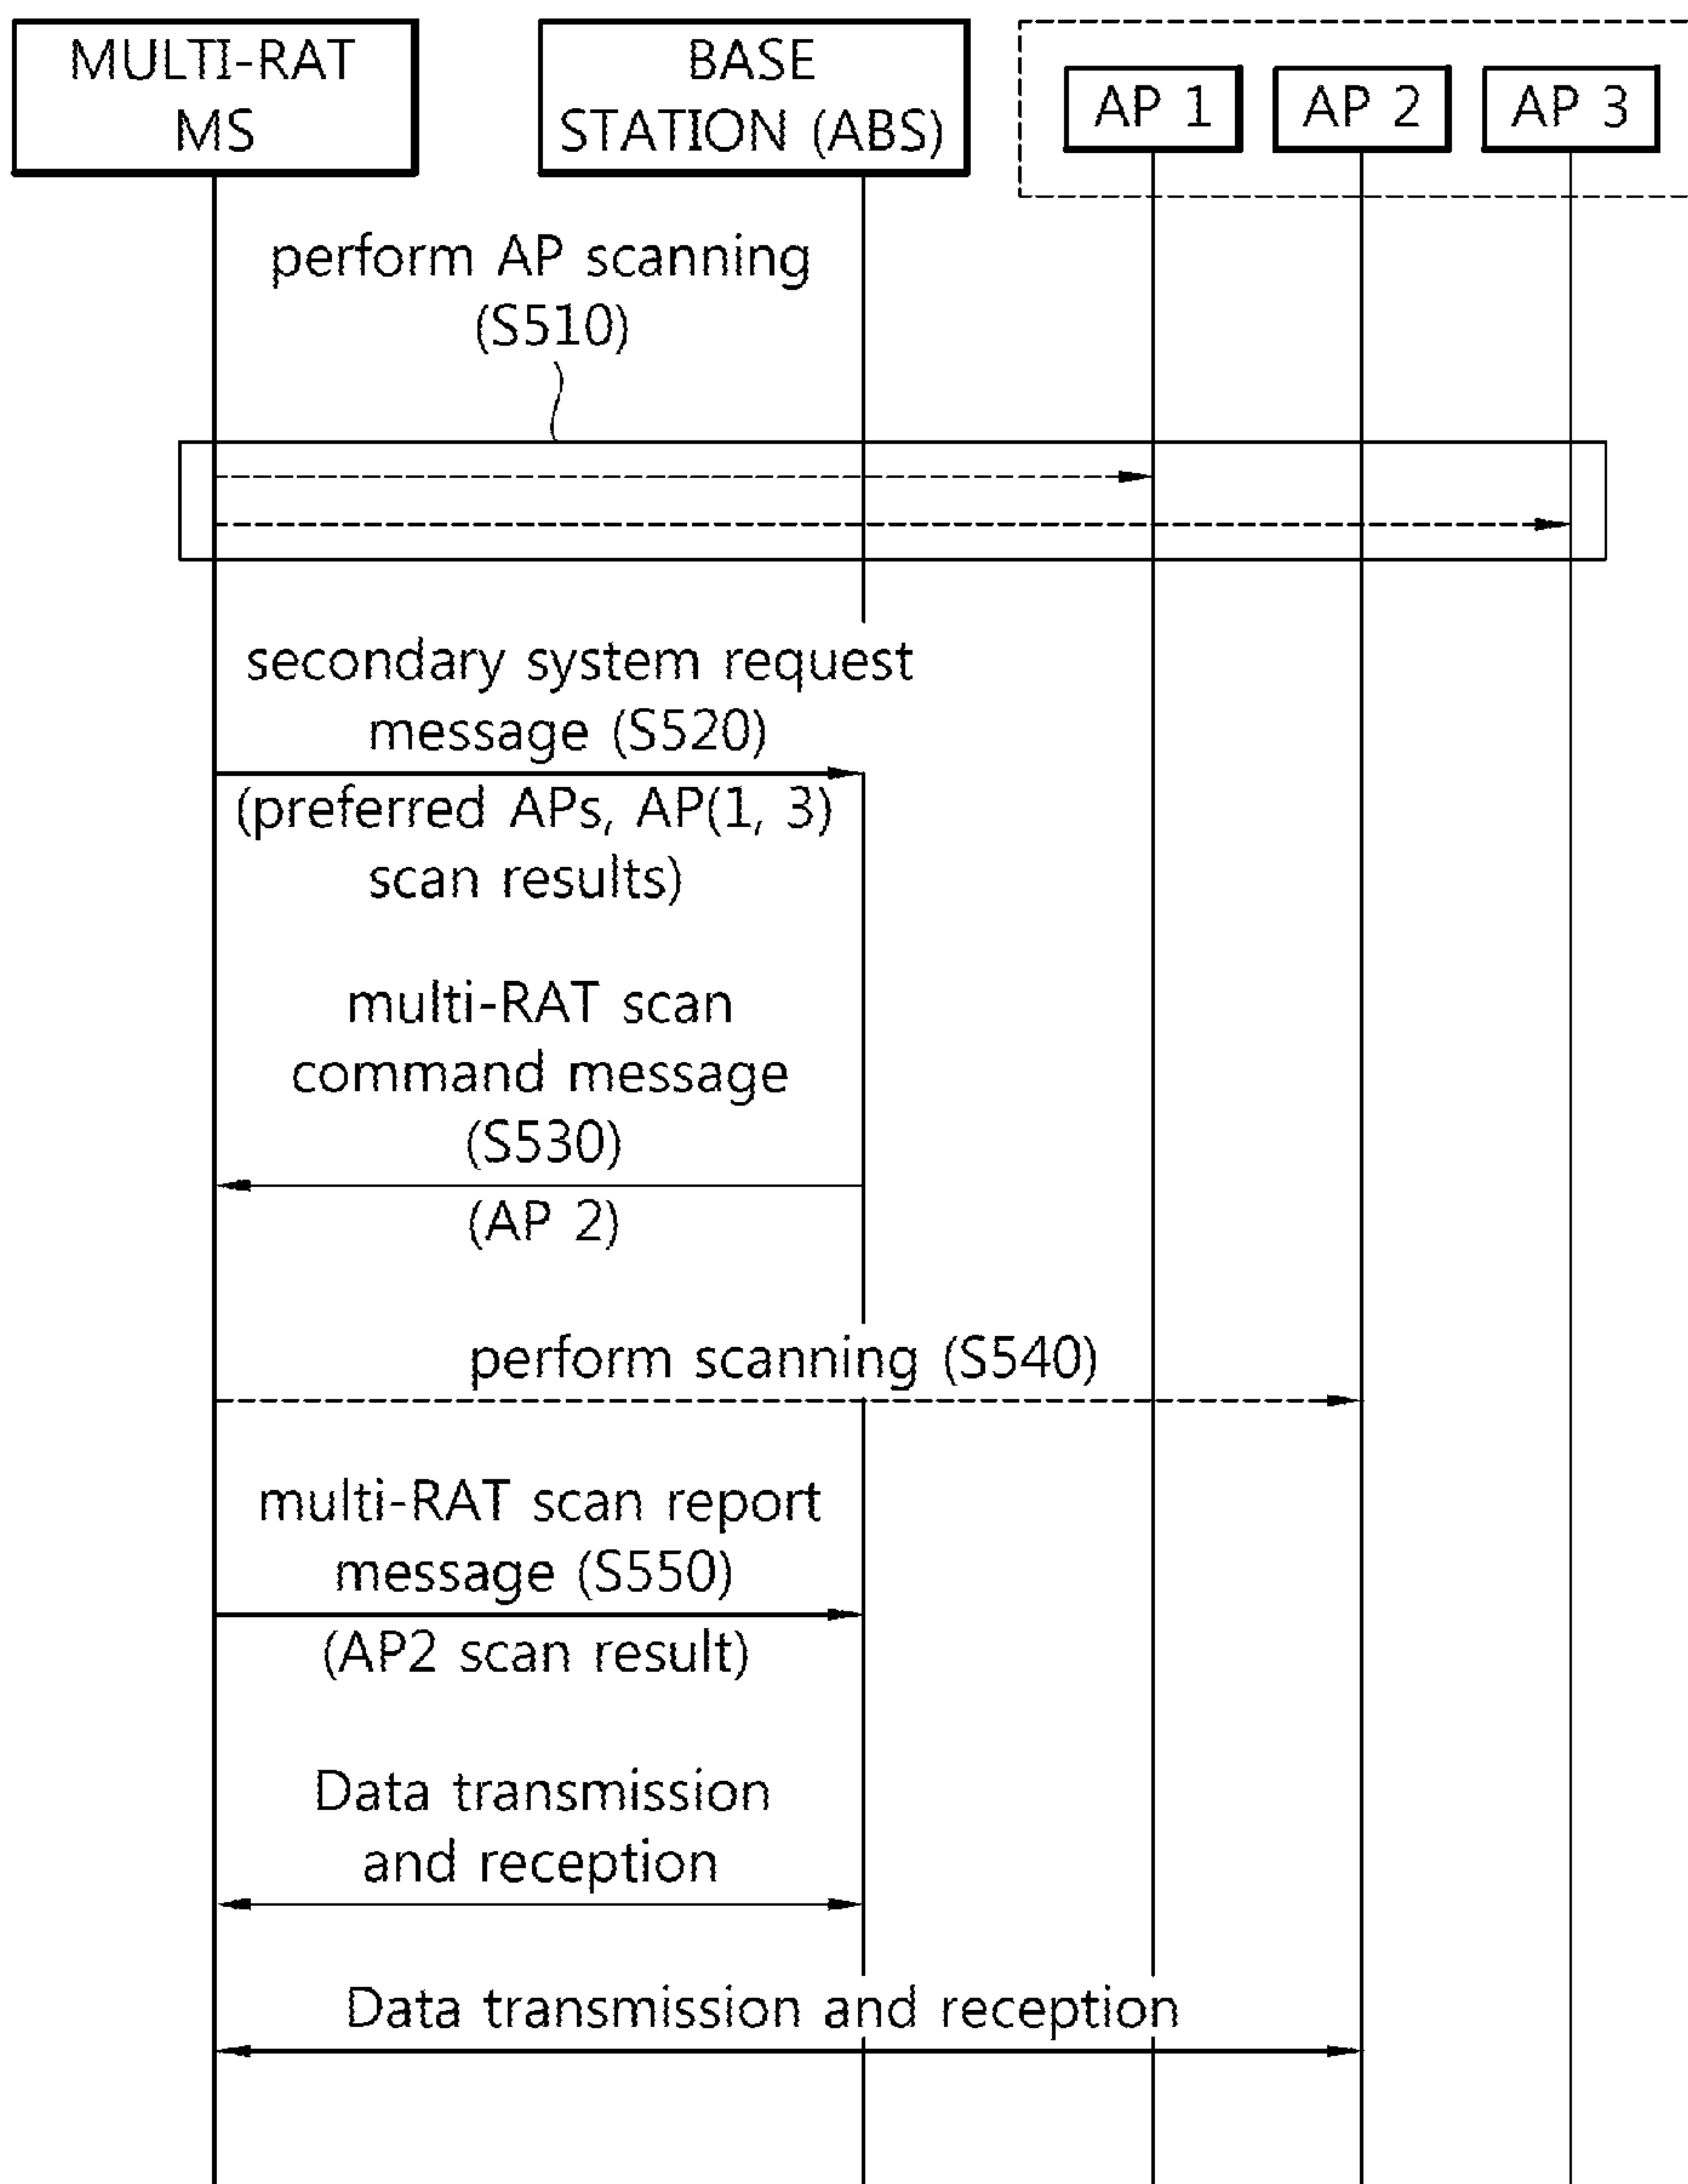 MULTI-RAT
MS
BASE
STATION (ABS)
AP 1
AP 2
AP 3
perform AP scanning
(S510)
secondary system request
message (S520)
(preferred APs, AP(1, 3)
scan results)
multi-RAT scan
command message
(S530)
(AP 2)
perform scanning (S540)
multi-RAT scan report
message (S550)
(AP2 scan result)
Data transmission
and reception
Data transmission and reception